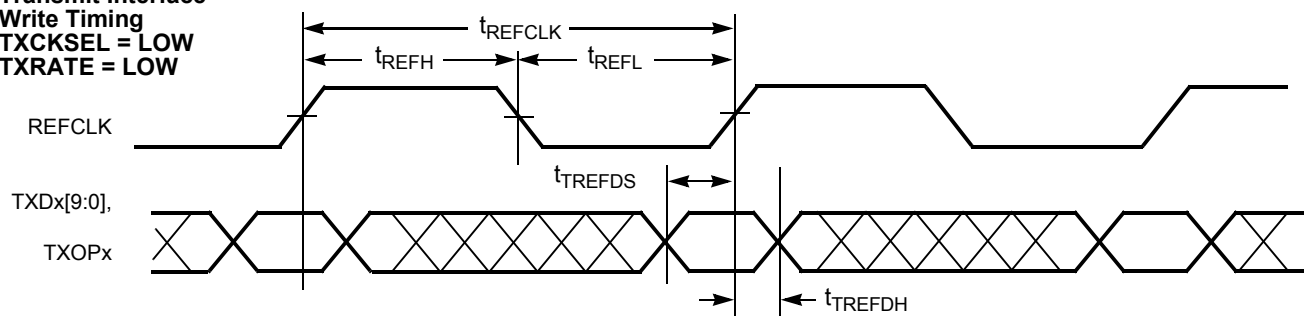 Transmit Interface
Write Timing
TXCKSEL = LOW
TXRATE = LOW
tREFCLK
tREFH
tREFL
REFCLK
tTREFDS
TXDx[9:0],
TXOPx
tTREFDH